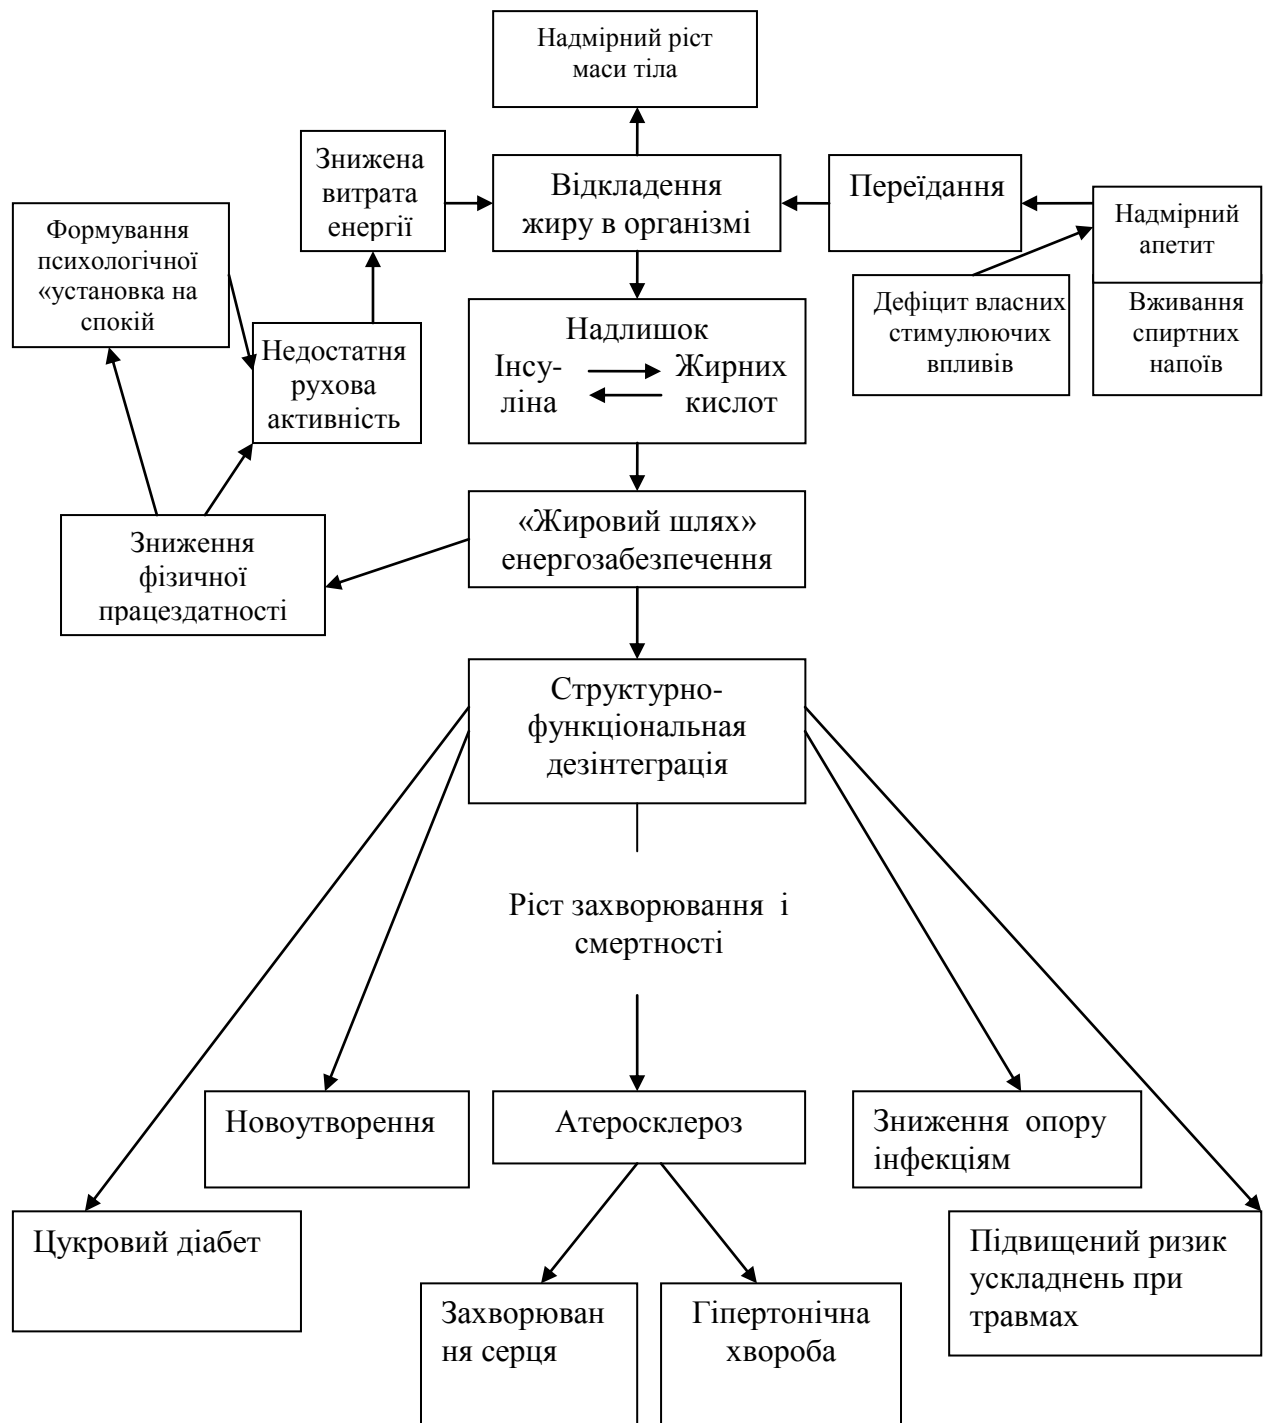 Надмірний ріст
маси тіла
Знижена
витрата
енергії
Відкладення
жиру в організмі
Переїдання
Надмірний
апетит
Формування
психологічної
«установка на
спокій
Дефіцит власних
стимулюючих
впливів
Вживання
спиртних
напоїв
Надлишок
Інсу- Жирних
ліна кислот
Недостатня
рухова
активність
«Жировий шлях»
енергозабезпечення
Зниження
фізичної
працездатності
Структурно-
функціональная
дезінтеграція
Ріст захворювання і
смертності
Новоутворення
Атеросклероз
Зниження опору
інфекціям
Цукровий діабет
Підвищений ризик
ускладнень при
травмах
Захворюван
ня серця
Гіпертонічна
хвороба